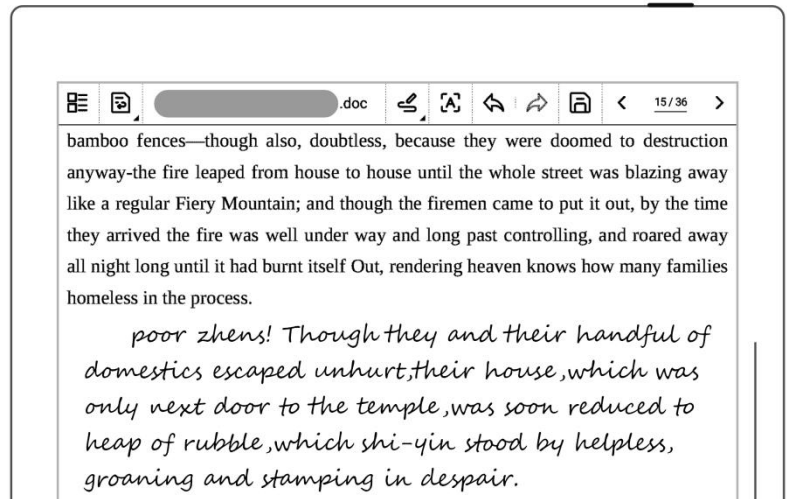 .doc 15/36
bamboo fences—though also, doubtless, because they were doomed to destruction
anyway-the fire leaped from house to house until the whole street was blazing away
like a regular Fiery Mountain; and though the firemen came to put it out, by the time
they arrived the fire was well under way and long past controlling, and roared away
all night long until it had burnt itself Out, rendering heaven knows how many families
homeless in the process.
poor zhens! Though they and their handful of
domestics escaped unhurt,their house,which was
only next door to the temple,was soon reduced to
heap of rubble,which shi-yin stood by helpless,
groaning and stamping in despair.